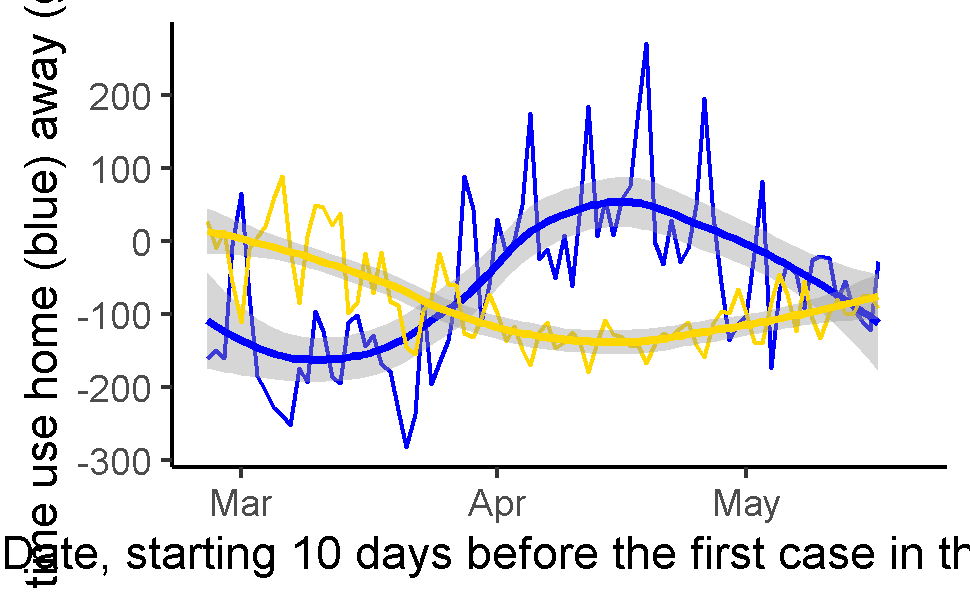 time use home (blue) away (
200
100
0
-100
-200
-300
Mar Apr May
Date, starting 10 days before the first case in th